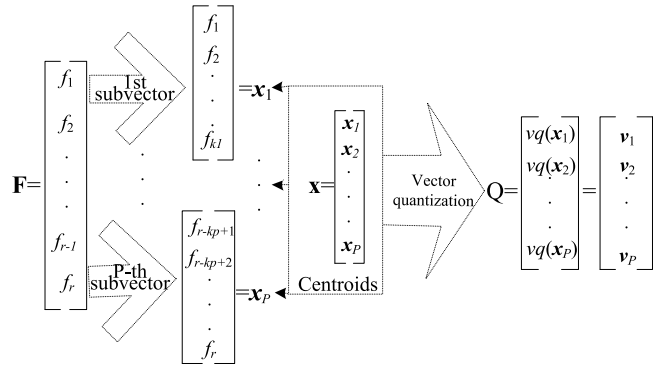 F=
f1
f2
.
.
.
fr-1
fr
1st
subvector
.
.
.
P-th
subvector
f1
f2
.
.
.
fk1
=x1
.
.
.
fr-kp+1
fr-kp+2
.
.
.
fr
=xP
x=
x1
x2
.
.
.
xP
Centroids
Vector
quantization
Q=
vq(x1)
vq(x2)
.
.
.
vq(xP)
=
v1
v2
.
.
.
vP